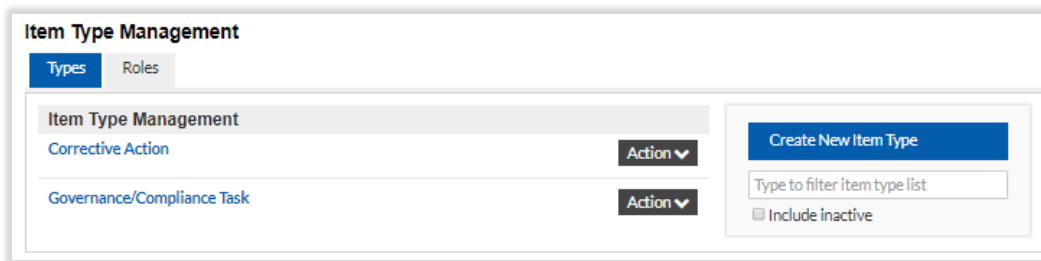 Item Type Management
Types Roles
Item Type Management
Corrective Action Action
Governance/Compliance Task Action
Create New Item Type
Type to filter item type list
Include inactive